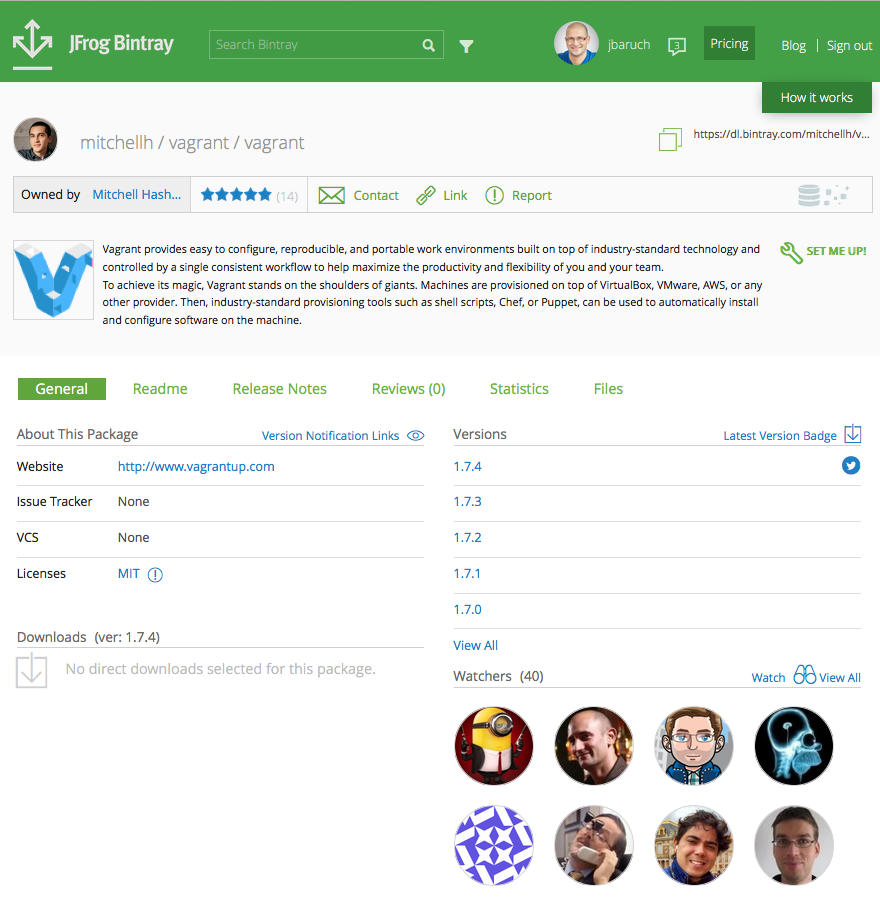 JFrog Bintray
Search Bintray
jbaruch
3
Pricing
Blog
Sign out
How it works
mitchellh / vagrant / vagrant
https://dl.bintray.com/mitchellh/v...
Owned by Mitchell Hash...
(14)
Contact
Link
Report
Vagrant provides easy to configure, reproducible, and portable work environments built on top of industry-standard technology and
controlled by a single consistent workflow to help maximize the productivity and flexibility of you and your team.
To achieve its magic, Vagrant stands on the shoulders of giants. Machines are provisioned on top of VirtualBox, VMware, AWS, or any
other provider. Then, industry-standard provisioning tools such as shell scripts, Chef, or Puppet, can be used to automatically install
and configure software on the machine.
SET ME UP!
General
Readme
Release Notes
Reviews (0)
Statistics
Files
About This Package
Version Notification Links
Website http://www.vagrantup.com
Issue Tracker None
VCS None
Licenses MIT
Downloads (ver: 1.7.4)
No direct downloads selected for this package.
Versions
Latest Version Badge
1.7.4
1.7.3
1.7.2
1.7.1
1.7.0
View All
Watchers (40)
Watch
View All